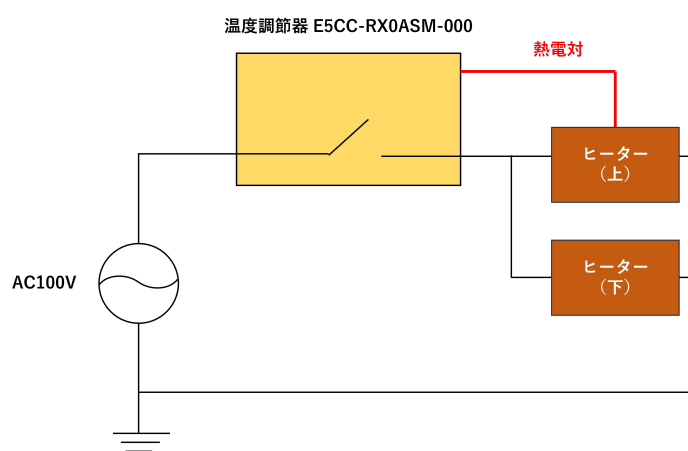 温度調節器 E5CC-RX0ASM-000
熱電対
ヒーター
（上）
AC100V
ヒーター
（下）